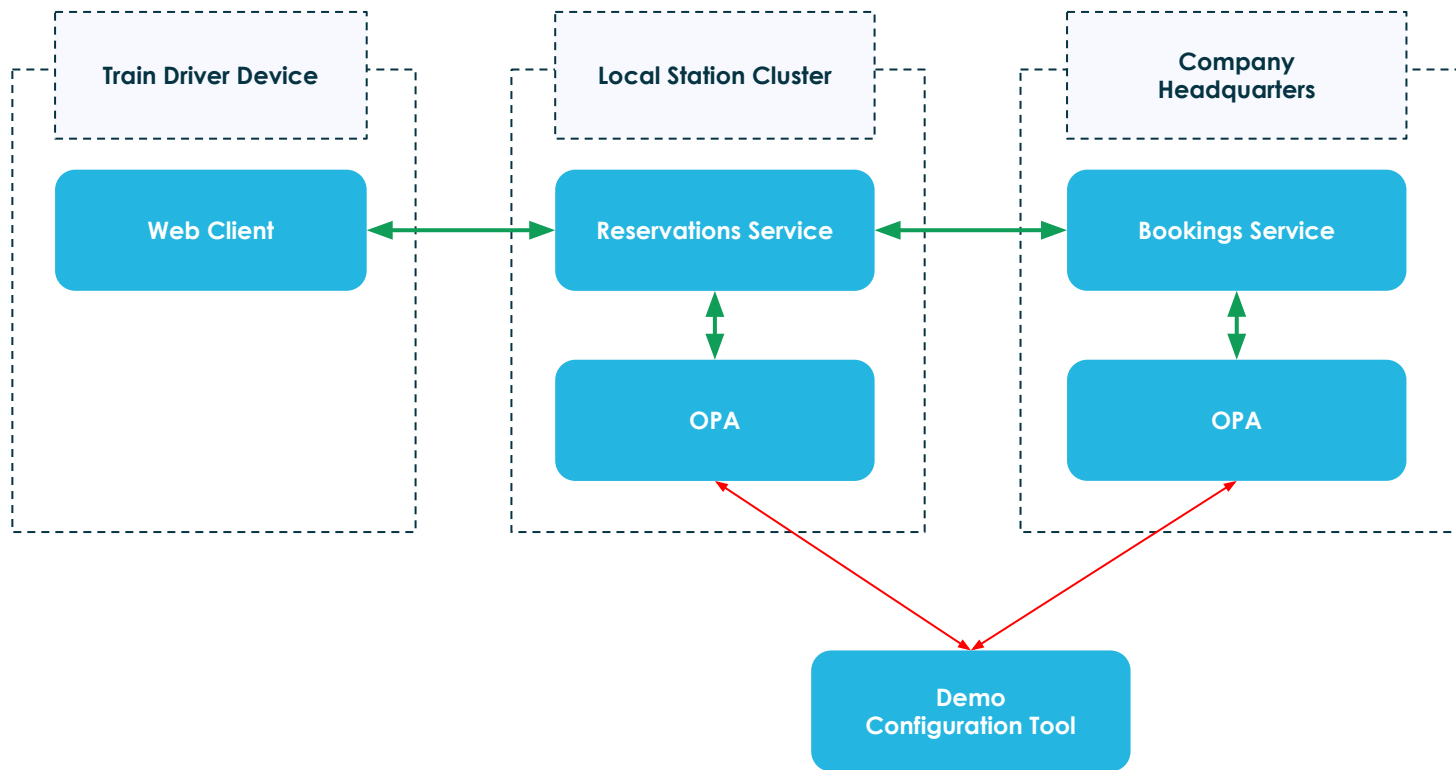 Train Driver Device
Local Station Cluster
Company
Headquarters
Web Client
Reservations Service
Bookings Service
OPA
OPA
Demo
Configuration Tool